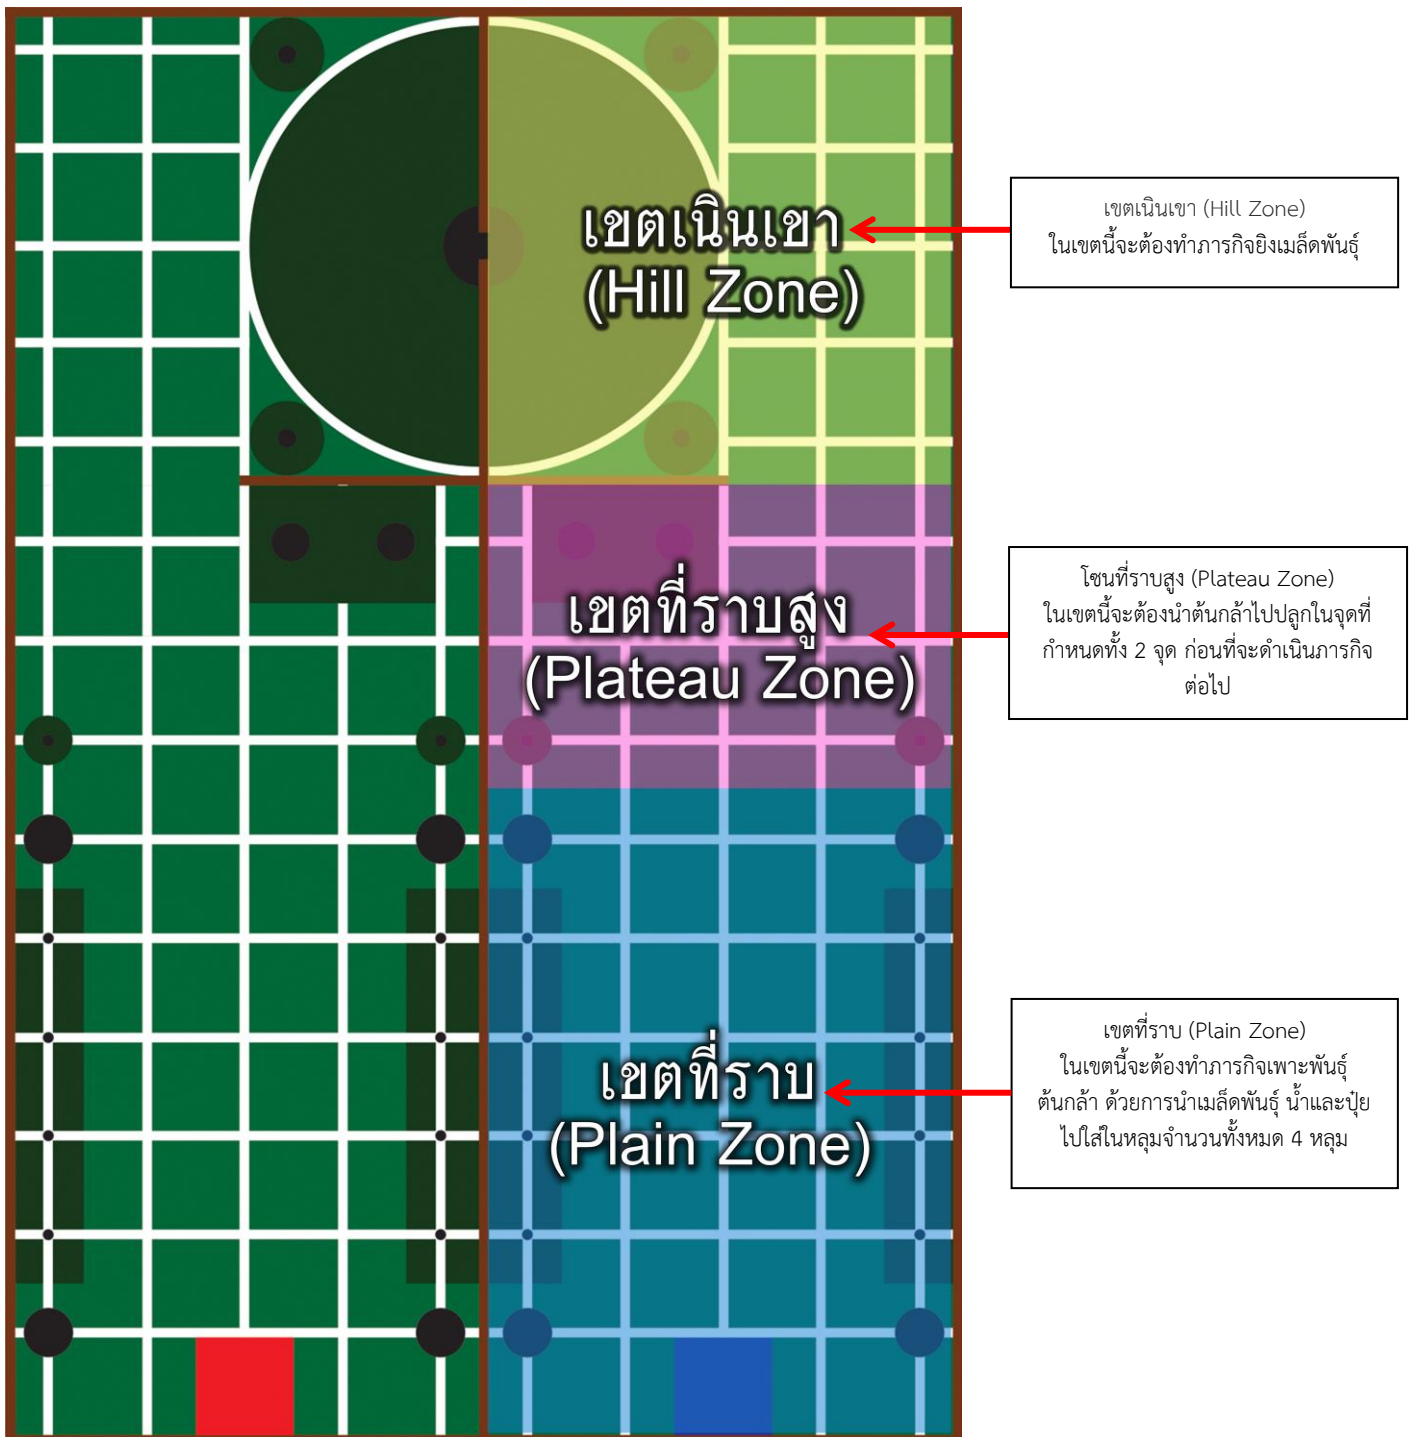 เขตเนินเขา
(Hill Zone)
เขตเนินเขา (Hill Zone)
ในเขตนี้จะต้องทำภารกิจยิงเมล็ดพันธุ์
เขตที่ราบสูง
(Plateau Zone)
โซนที่ราบสูง (Plateau Zone)
ในเขตนี้จะต้องนำต้นกล้าไปปลูกในจุดที่
กำหนดทั้ง 2 จุด ก่อนที่จะดำเนินภารกิจ
ต่อไป
เขตที่ราบ
(Plain Zone)
เขตที่ราบ (Plain Zone)
ในเขตนี้จะต้องทำภารกิจเพาะพันธุ์
ต้นกล้า ด้วยการนำเมล็ดพันธุ์ น้ำและปุ๋ย
ไปใส่ในหลุมจำนวนทั้งหมด 4 หลุม